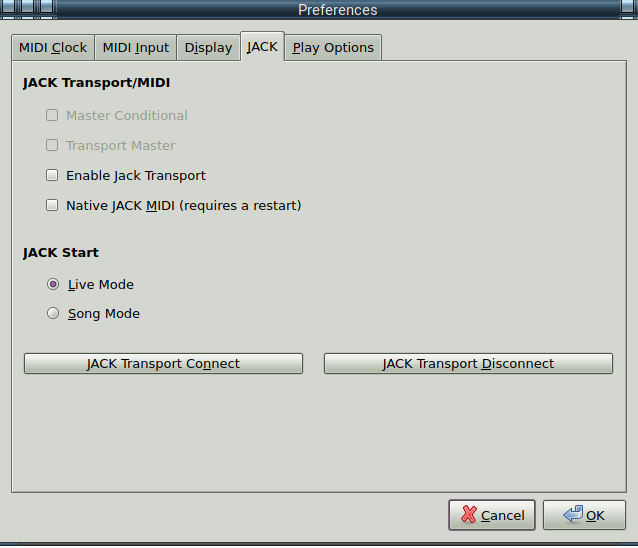 Preferences
MIDI Clock MIDI Input Display JACK Play Options
JACK Transport/MIDI
Master Conditional
Transport Master
Enable Jack Transport
Native JACK MIDI (requires a restart)
JACK Start
Live Mode
Song Mode
JACK Transport Connect JACK Transport Disconnect
Cancel OK